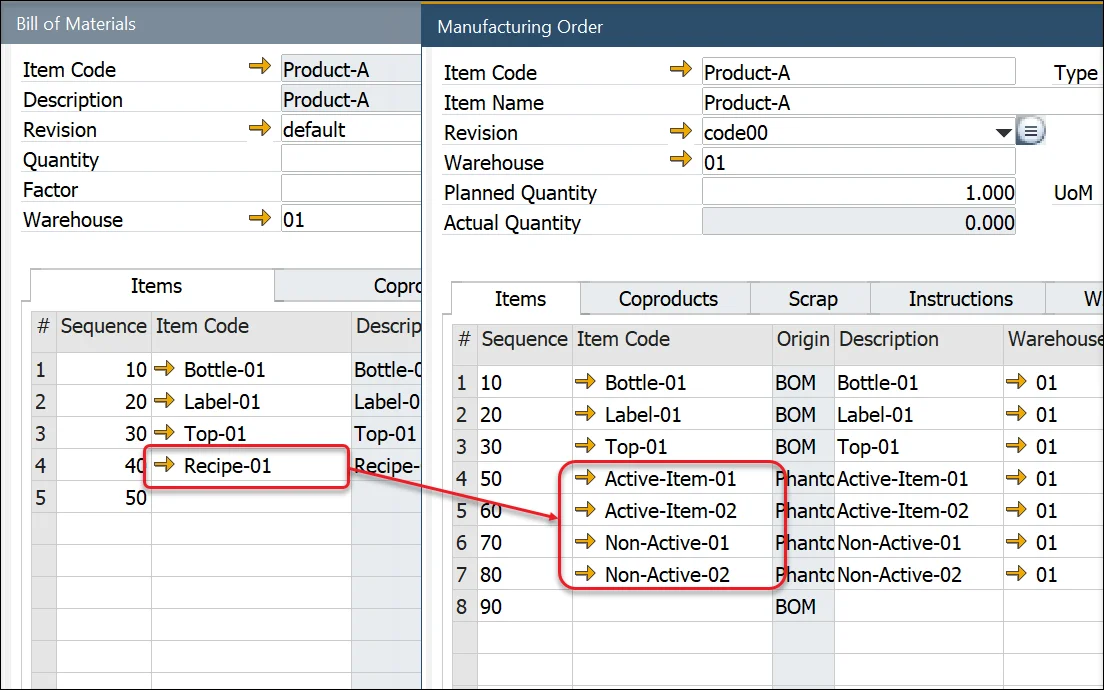 Bill of Materials
Item Code Product-A
Description Product-A
Revision default
Quantity
Factor
Warehouse 01
Items Copro
# Sequence Item Code Descrip
1 10 Bottle-01 Bottle-0
2 20 Label-01 Label-0
3 30 Top-01 Top-01
4 40 Recipe-01 Recipe-
5 50
Manufacturing Order
Item Code Product-A Type
Item Name Product-A
Revision code00
Warehouse 01
Planned Quantity 1.000 UoM
Actual Quantity 0.000
Items Coproducts Scrap Instructions W
# Sequence Item Code Origin Description Warehouse
1 10 Bottle-01 BOM Bottle-01 01
2 20 Label-01 BOM Label-01 01
3 30 Top-01 BOM Top-01 01
4 50 Active-Item-01 Phanto Active-Item-01 01
5 60 Active-Item-02 Phanto Active-Item-02 01
6 70 Non-Active-01 Phanto Non-Active-01 01
7 80 Non-Active-02 Phanto Non-Active-02 01
8 90 BOM